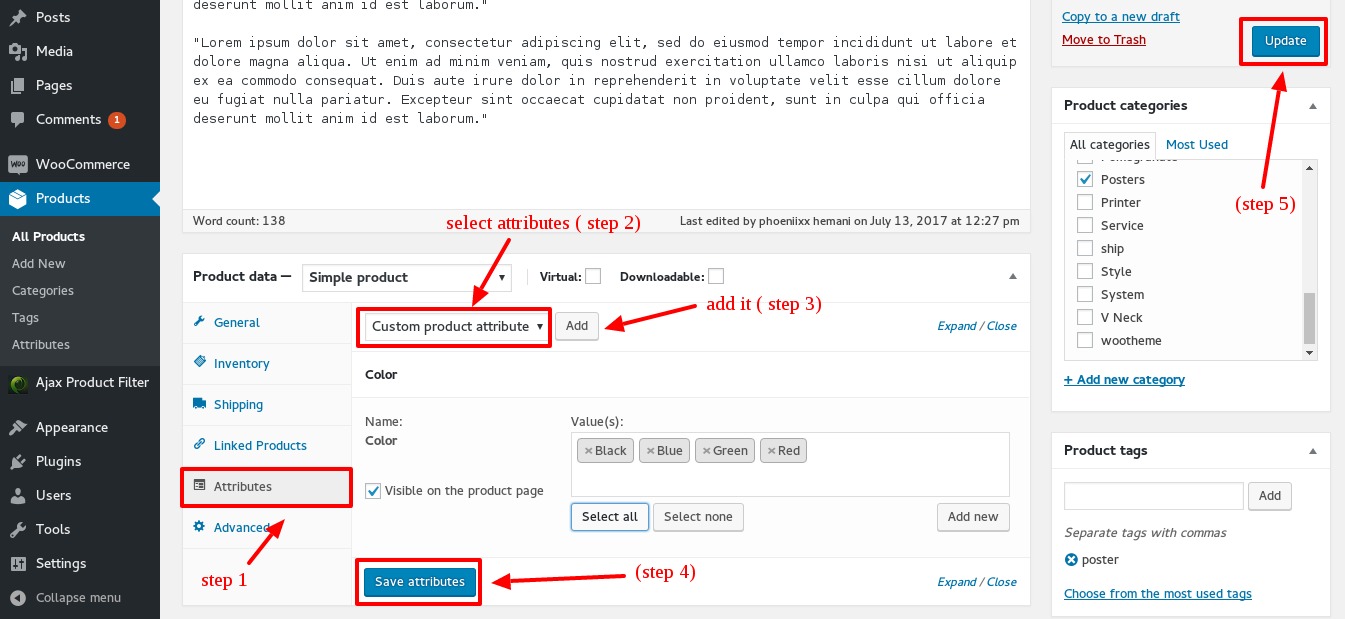 Posts
Media
Pages
Comments 1
WooCommerce
Products
All Products
Add New
Categories
Tags
Attributes
Ajax Product Filter
Appearance
Plugins
Users
Tools
Settings
Collapse menu
deserunt mollit anim id est laborum."
"Lorem ipsum dolor sit amet, consectetur adipiscing elit, sed do eiusmod tempor incididunt ut labore et
dolore magna aliqua. Ut enim ad minim veniam, quis nostrud exercitation ullamco laboris nisi ut aliquip
ex ea commodo consequat. Duis aute irure dolor in reprehenderit in voluptate velit esse cillum dolore
eu fugiat nulla pariatur. Excepteur sint occaecat cupidatat non proident, sunt in culpa qui officia
deserunt mollit anim id est laborum."
Word count: 138
Last edited by phoeniixx hemani on July 13, 2017 at 12:27 pm
select attributes ( step 2)
Product data — Simple product Virtual: Downloadable:
add it ( step 3)
General
Inventory
Shipping
Linked Products
Attributes
Advanced
step 1
Custom product attribute Add Expand / Close
Color
Name:
Color
Value(s):
×Black ×Blue ×Green ×Red
Visible on the product page
Select all Select none Add new
Save attributes
(step 4)
Expand / Close
Copy to a new draft
Move to Trash
Update
(step 5)
Product categories
All categories Most Used
Pomegranate
Posters
Printer
Service
ship
Style
System
V Neck
wootheme
+ Add new category
Product tags
Add
Separate tags with commas
poster
Choose from the most used tags